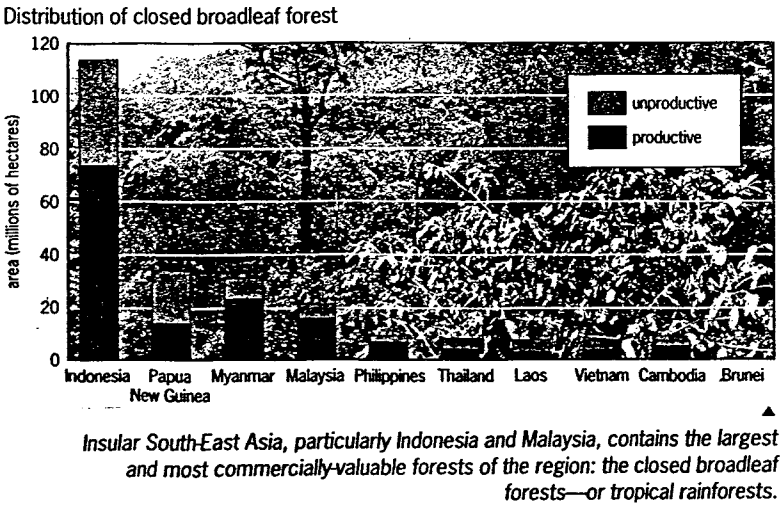 Distribution of closed broadleaf forest
120
100
80
60
40
20
0
area (millions of hectares)
unproductive
productive
Indonesia Papua New Guinea Myanmar Malaysia Philippines Thailand Laos Vietnam Cambodia Brunei
Insular South-East Asia, particularly Indonesia and Malaysia, contains the largest
and most commercially-valuable forests of the region: the closed broadleaf
forests—or tropical rainforests.